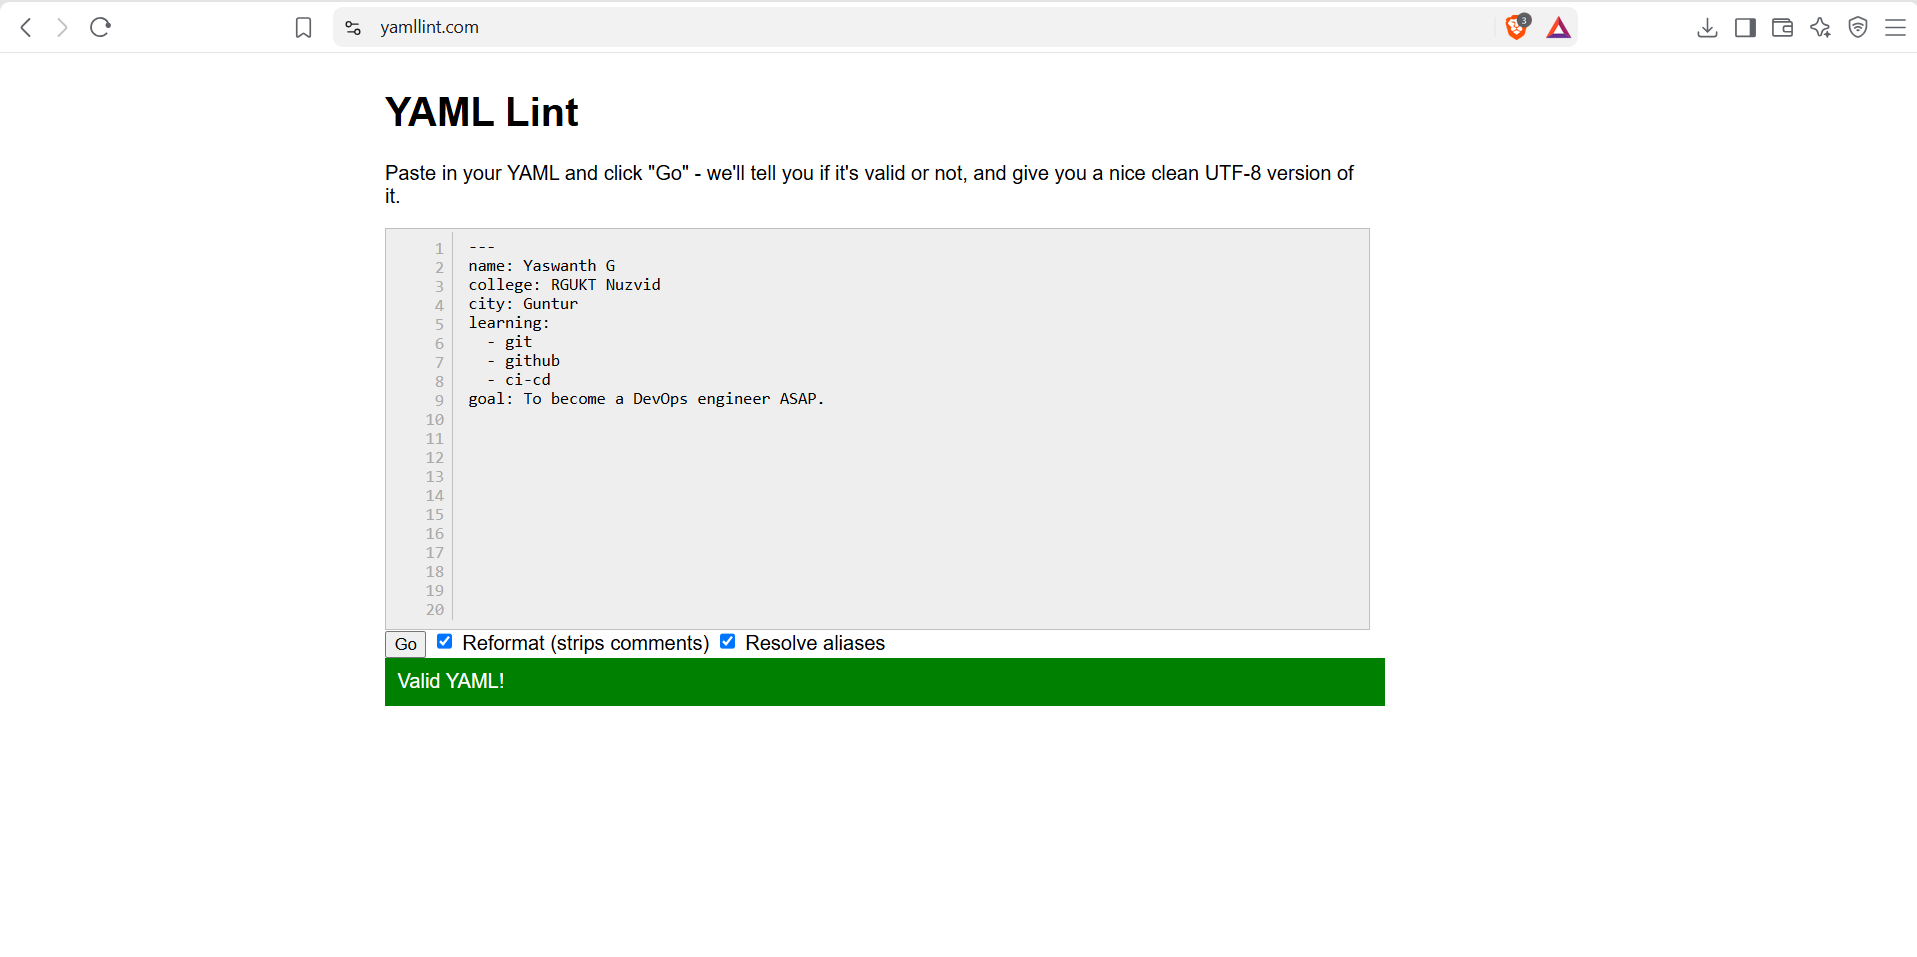 yamllint.com
3
YAML Lint
Paste in your YAML and click "Go" - we'll tell you if it's valid or not, and give you a nice clean UTF-8 version of
it.
1 ---
2 name: Yaswanth G
3 college: RGUKT Nuzvid
4 city: Guntur
5 learning:
6   - git
7   - github
8   - ci-cd
9 goal: To become a DevOps engineer ASAP.
10
11
12
13
14
15
16
17
18
19
20
Go Reformat (strips comments) Resolve aliases
Valid YAML!